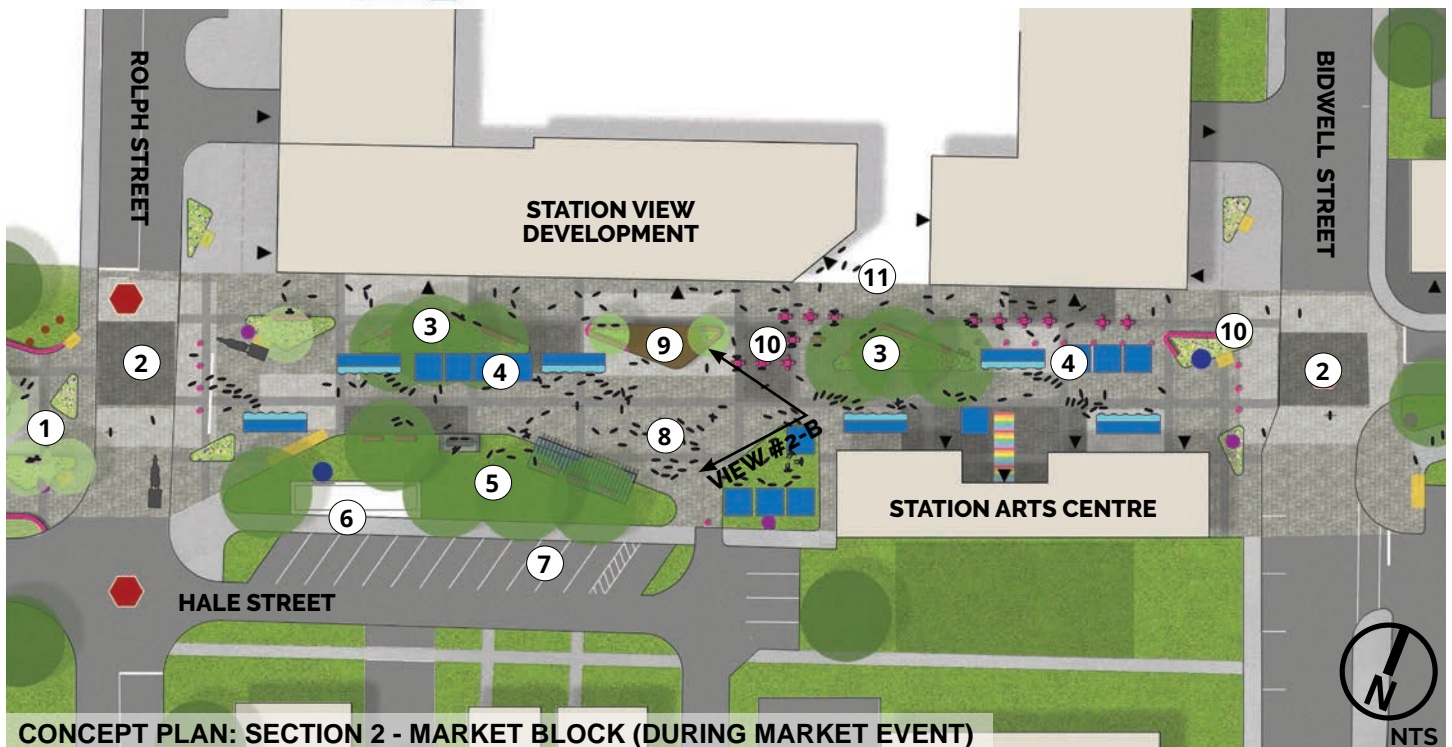 ROLPH STREET
BIDWELL STREET
STATION VIEW
DEVELOPMENT
11
3
10
10
2
9
3
4
4
2
1
8
VIEW #2-B
5
STATION ARTS CENTRE
6
7
HALE STREET
N
CONCEPT PLAN: SECTION 2 - MARKET BLOCK (DURING MARKET EVENT)
NTS